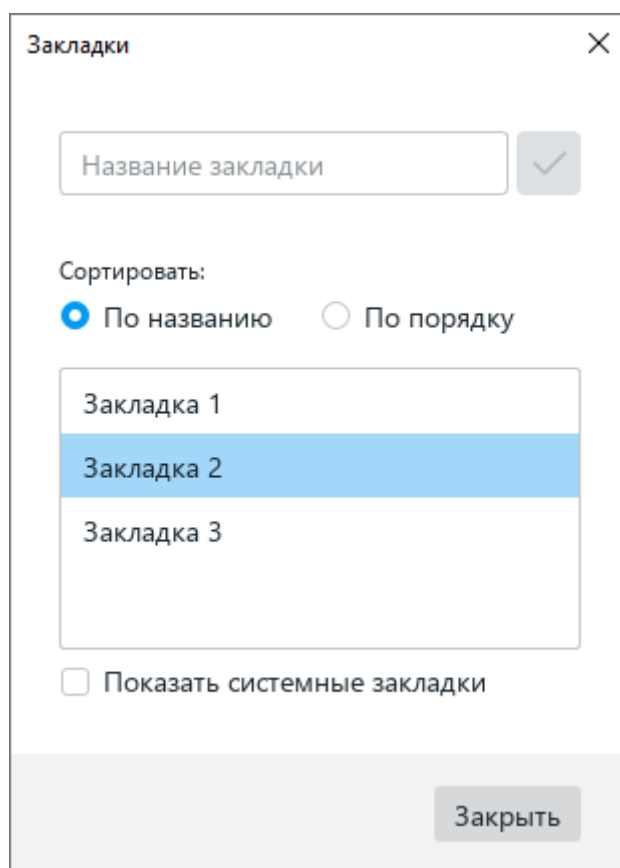 Закладки
Название закладки
Сортировать:
По названию По порядку
Закладка 1
Закладка 2
Закладка 3
Показать системные закладки
Закрыть